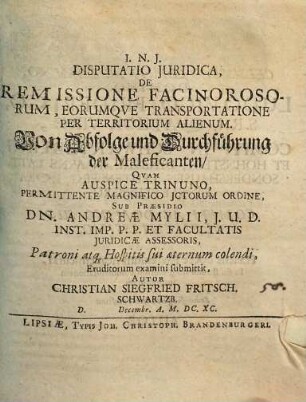 I. N. J.
DISPUTATIO JURIDICA,
DE
REMISSIONE FACINOROSO-
RUM, EORUMQVE TRANSPORTATIONE
PER TERRITORIUM ALIENUM.
Von Abfolge und Durchführung
der Maleficanten/
QVAM
AUSPICE TRINUNO,
PERMITTENTE MAGNIFICO JCTORUM ORDINE,
SUB PRÆSIDIO
DN. ANDREÆ MYLII, J. U. D.
INST. IMP. P. P. ET FACULTATIS
JURIDICÆ ASSESSORIS,
Patroni atq; Hospitis sui æternum colendi,
Eruditorum examini submittit,
AUTOR
CHRISTIAN SIEGFRIED FRITSCH,
SCHWARTZB.
D. Decembr. A. M. DC. XC.
LIPSIÆ, TYPIS JOH. CHRISTOPH. BRANDENBURGERI.